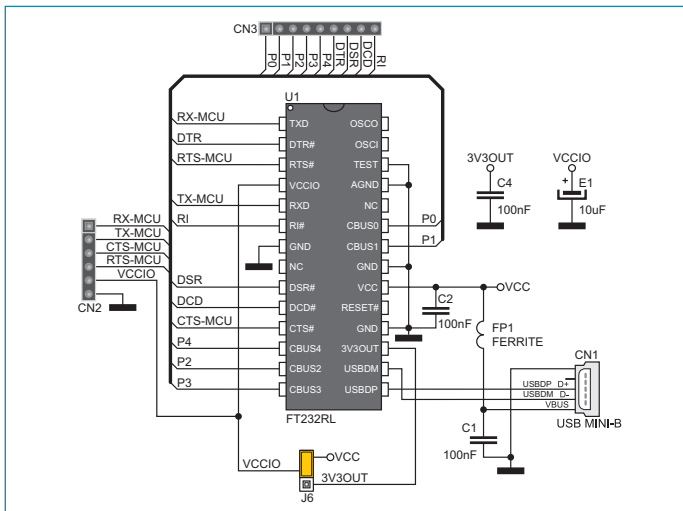 CN3
P0
P1
P2
P3
P4
DTR
DSR
DCD
RI
U1
RX-MCU
DTR
RTS-MCU
TX-MCU
RI
DSR
DCD
CTS-MCU
P4
P2
P3
TXD
DTR#
RTS#
VCCIO
RXD
RI#
GND
NC
DSR#
DCD#
CTS#
CBUS4
CBUS2
CBUS3
OSCO
OSCI
TEST
AGND
NC
CBUS0
CBUS1
GND
VCC
RESET#
GND
3V3OUT
USBDM
USBDP
FT232RL
P0
P1
3V3OUT
C4
100nF
VCCIO
+
E1
10uF
RX-MCU
TX-MCU
CTS-MCU
RTS-MCU
VCCIO
CN2
VCC
C2
100nF
FP1
FERRITE
CN1
USBDP D+
USBDM D-
VBUS
USB MINI-B
C1
100nF
VCCIO
VCC
3V3OUT
J6